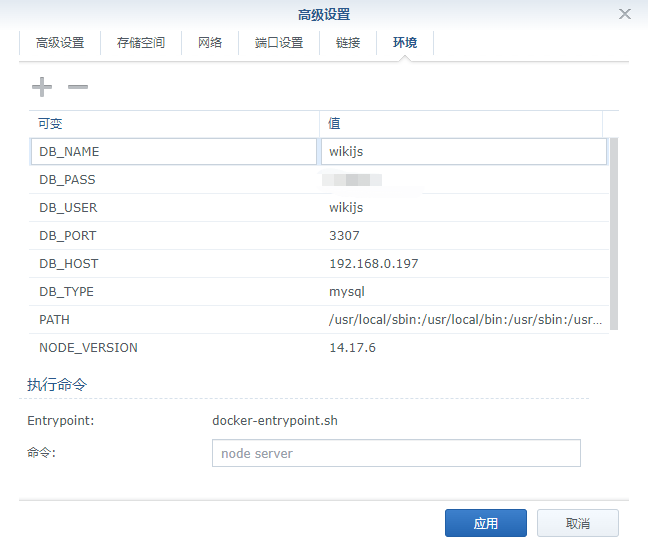 高级设置
高级设置 存储空间 网络 端口设置 链接 环境
可变 值
DB_NAME wikijs
DB_PASS
DB_USER wikijs
DB_PORT 3307
DB_HOST 192.168.0.197
DB_TYPE mysql
PATH /usr/local/sbin:/usr/local/bin:/usr/sbin:/usr...
NODE_VERSION 14.17.6
执行命令
Entrypoint: docker-entrypoint.sh
命令: node server
应用 取消